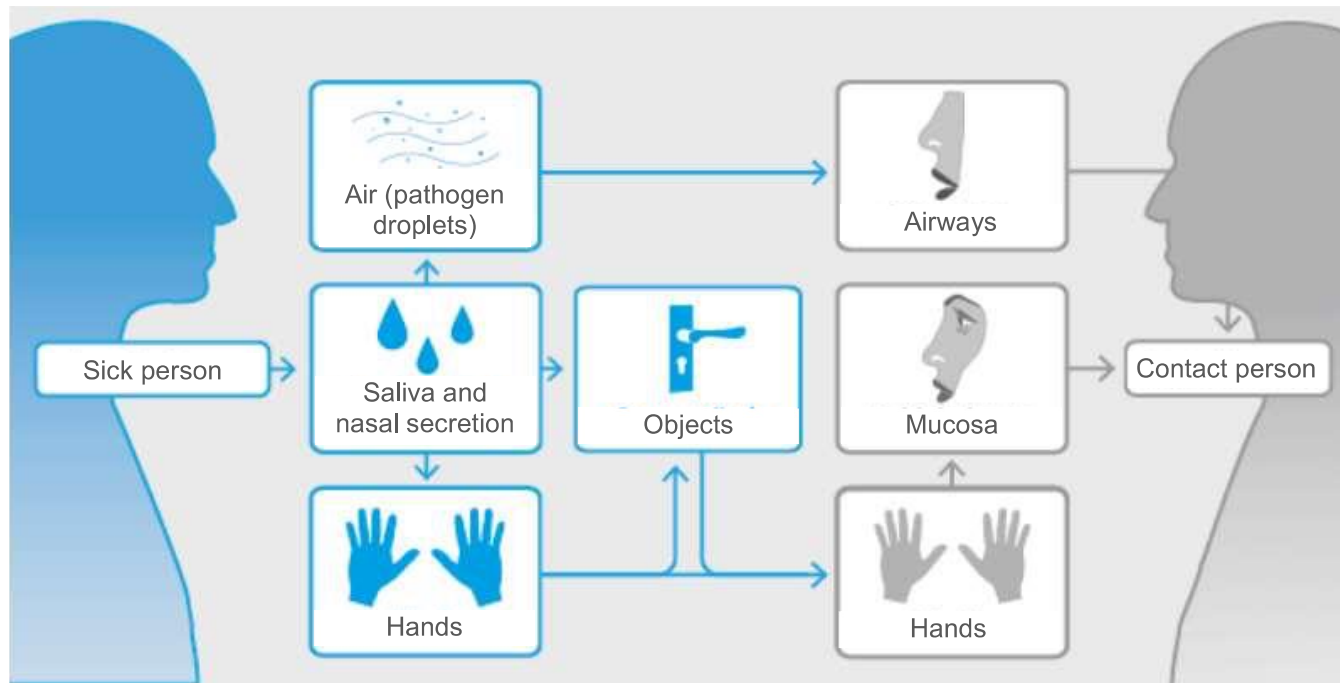 Air (pathogen
droplets)
Airways
Sick person
Saliva and
nasal secretion
Objects
Mucosa
Contact person
Hands
Hands